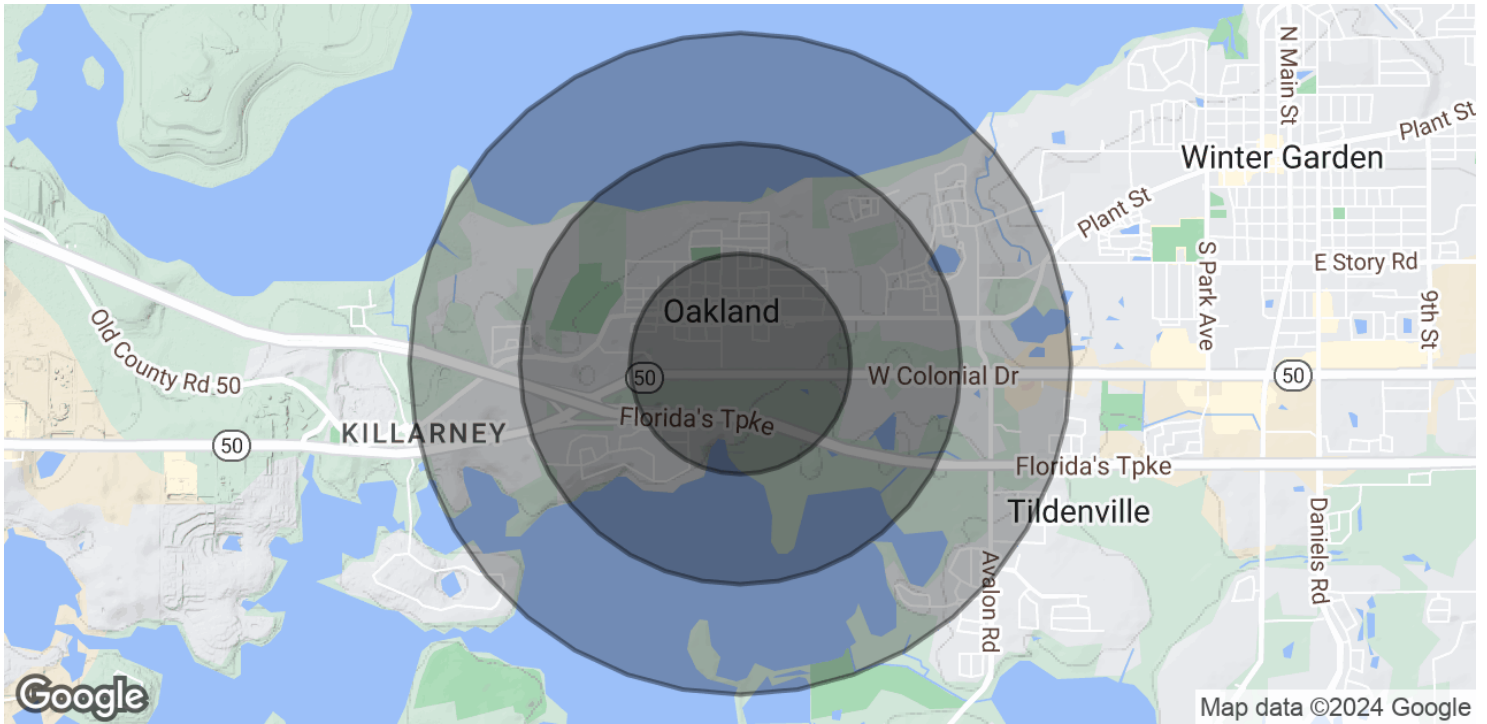 N Main St
Plant St
Winter Garden
Plant St
S Park Ave
E Story Rd
9th St
Oakland
Old County Rd 50
50
W Colonial Dr
50
Florida's Tpke
KILLARNEY
50
Florida's Tpke
Tildenville
Daniels Rd
Avalon Rd
Google
Map data ©2024 Google